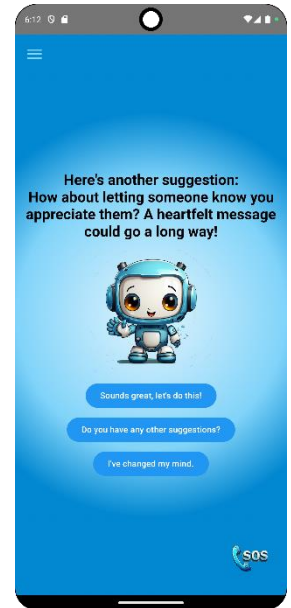 6:12
Here's another suggestion:
How about letting someone know you
appreciate them? A heartfelt message
could go a long way!
Sounds great, let's do this!
Do you have any other suggestions?
I've changed my mind.
SOS